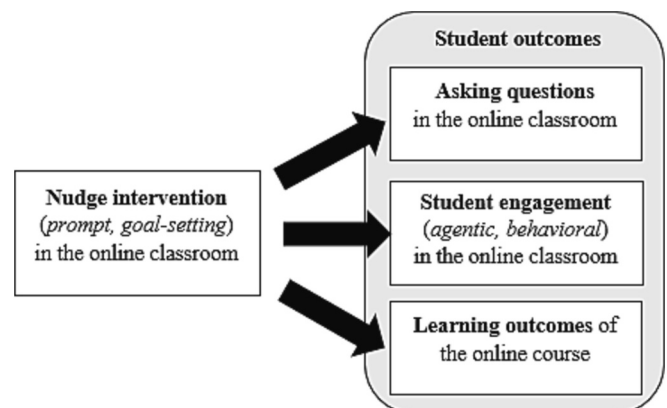 Student outcomes
Asking questions
in the online classroom
Nudge intervention
(prompt, goal-setting)
in the online classroom
Student engagement
(agentic, behavioral)
in the online classroom
Learning outcomes of
the online course